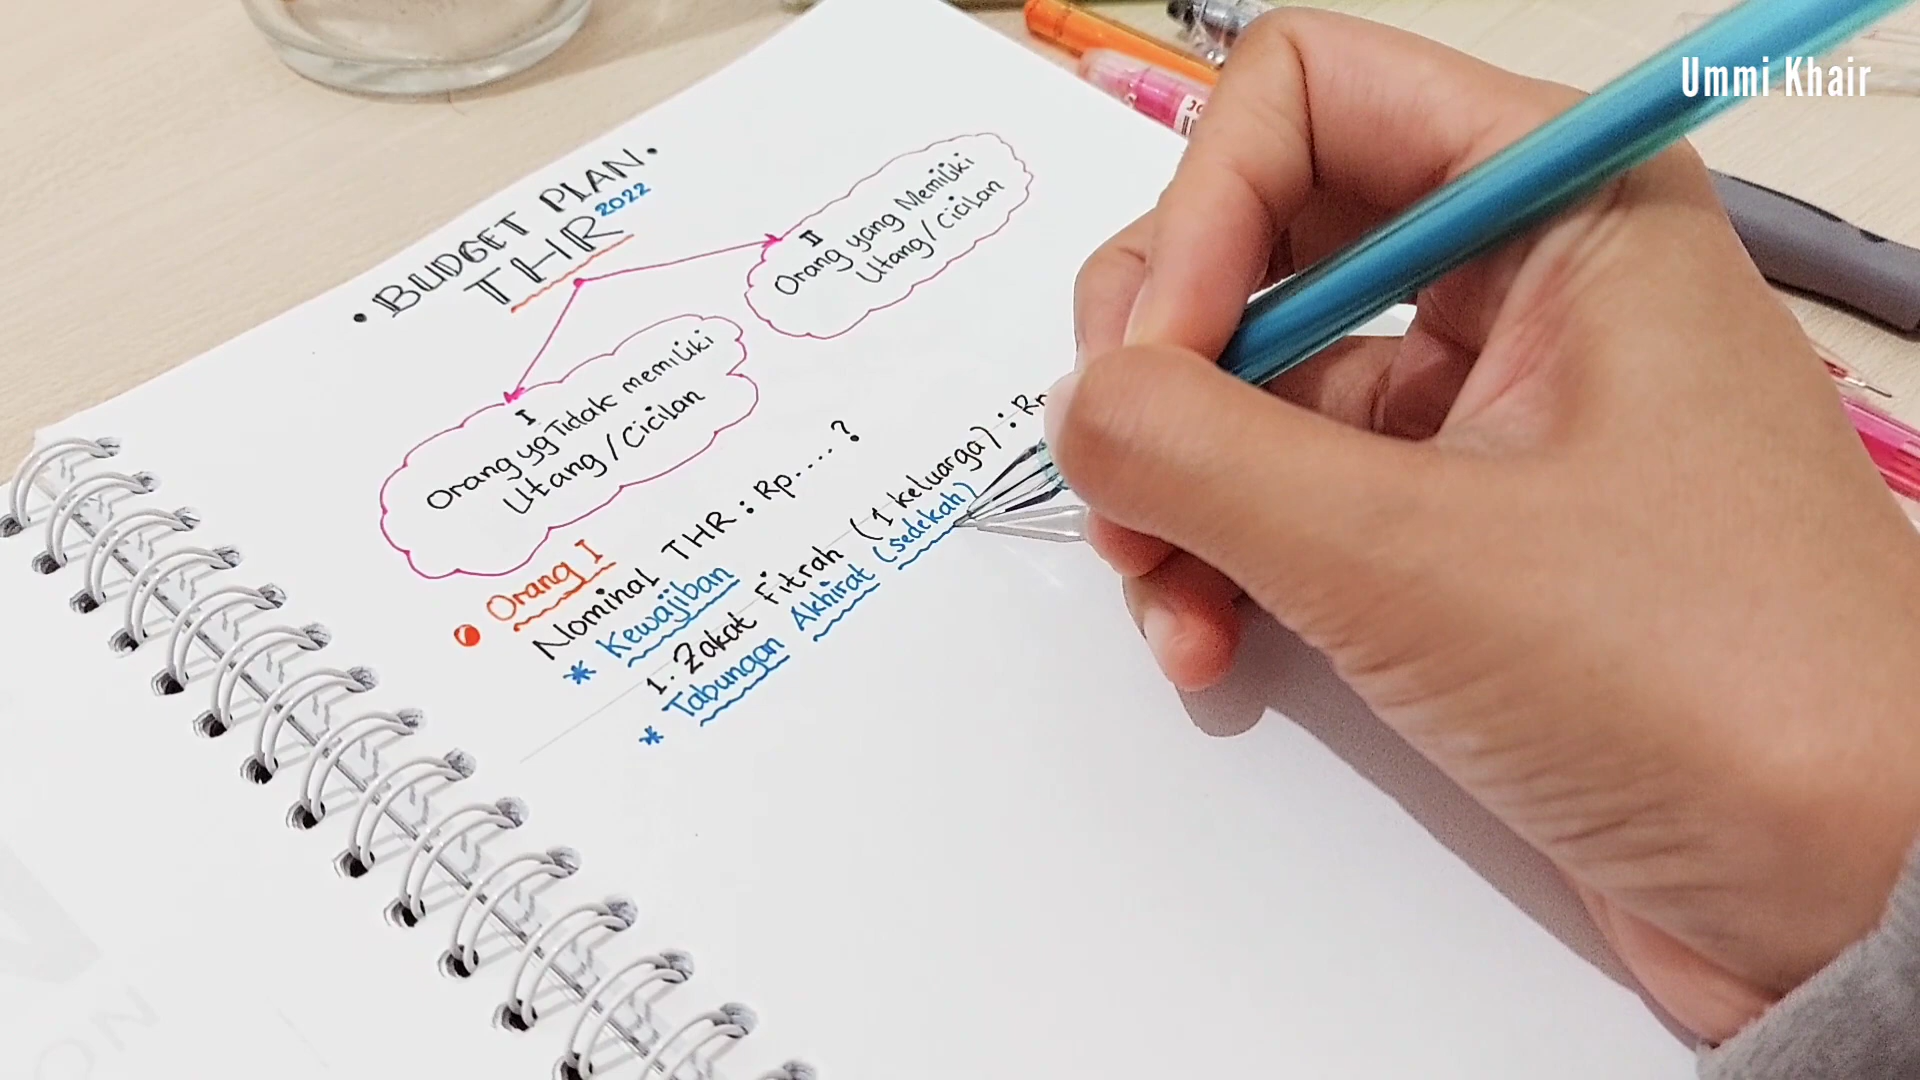 Ummi Khair
• BUDGET PLAN •
THR 2022
I
Orang yg Tidak memiliki
Utang / Cicilan
II
Orang yang Memiliki
Utang / Cicilan
Orang I
Nominal THR : Rp....?
* Kewajiban
1. Zakat Fitrah (1 keluarga) : Rp
* Tabungan Akhirat (sedekah)